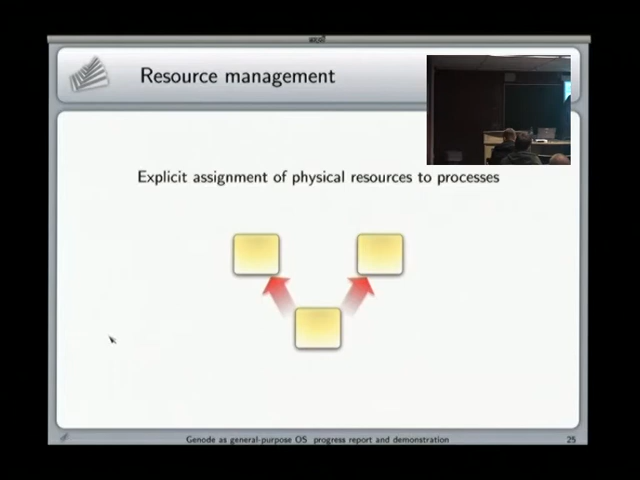 Resource management
Explicit assignment of physical resources to processes
Genode as general-purpose OS progress report and demonstration
25